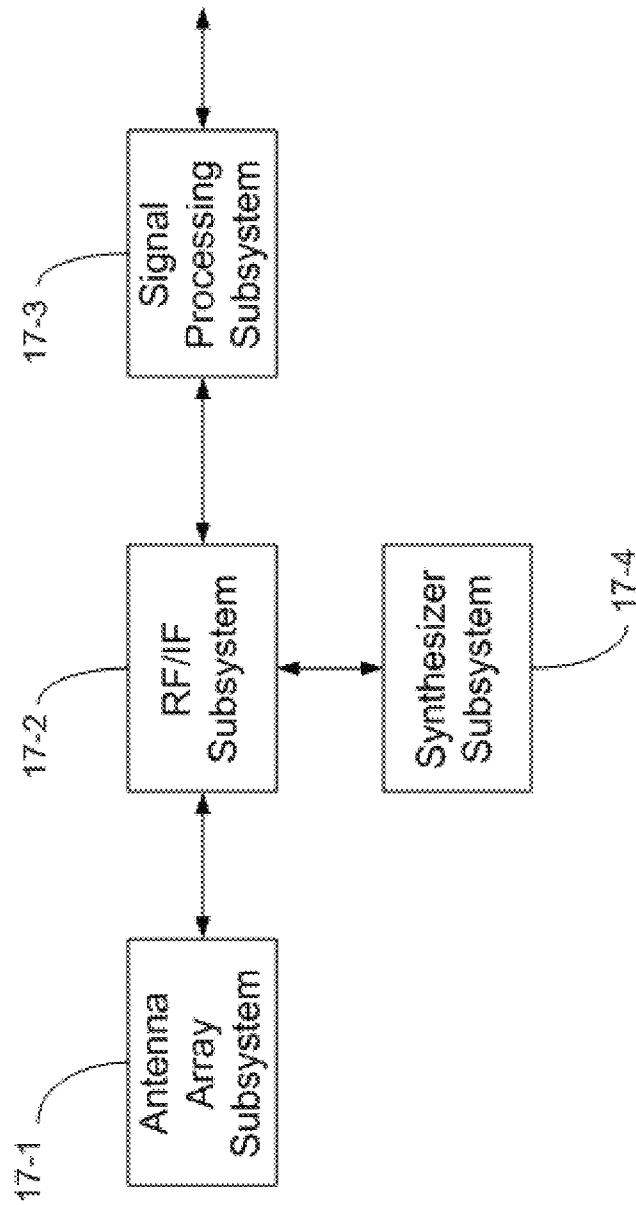 17-1
Antenna
Array
Subsystem
17-2
RF/IF
Subsystem
17-3
Signal
Processing
Subsystem
Synthesizer
Subsystem
17-4